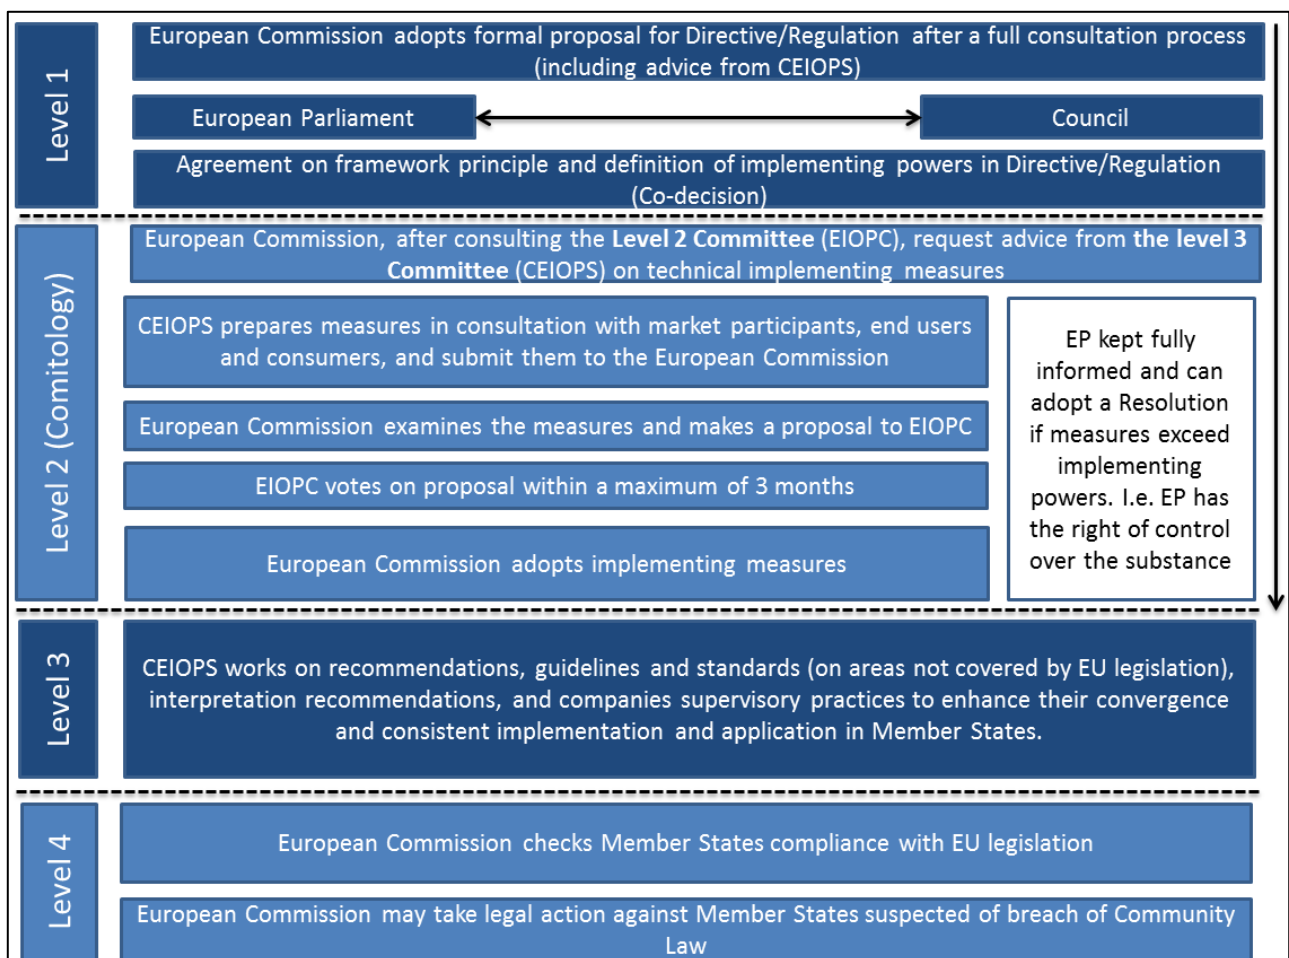 Level 1
European Commission adopts formal proposal for Directive/Regulation after a full consultation process
(including advice from CEIOPS)
European Parliament
Council
Agreement on framework principle and definition of implementing powers in Directive/Regulation
(Co-decision)
Level 2 (Comitology)
European Commission, after consulting the Level 2 Committee (EIOPC), request advice from the level 3
Committee (CEIOPS) on technical implementing measures
CEIOPS prepares measures in consultation with market participants, end users
and consumers, and submit them to the European Commission
European Commission examines the measures and makes a proposal to EIOPC
EIOPC votes on proposal within a maximum of 3 months
European Commission adopts implementing measures
EP kept fully
informed and can
adopt a Resolution
if measures exceed
implementing
powers. I.e. EP has
the right of control
over the substance
Level 3
CEIOPS works on recommendations, guidelines and standards (on areas not covered by EU legislation),
interpretation recommendations, and companies supervisory practices to enhance their convergence
and consistent implementation and application in Member States.
Level 4
European Commission checks Member States compliance with EU legislation
European Commission may take legal action against Member States suspected of breach of Community
Law